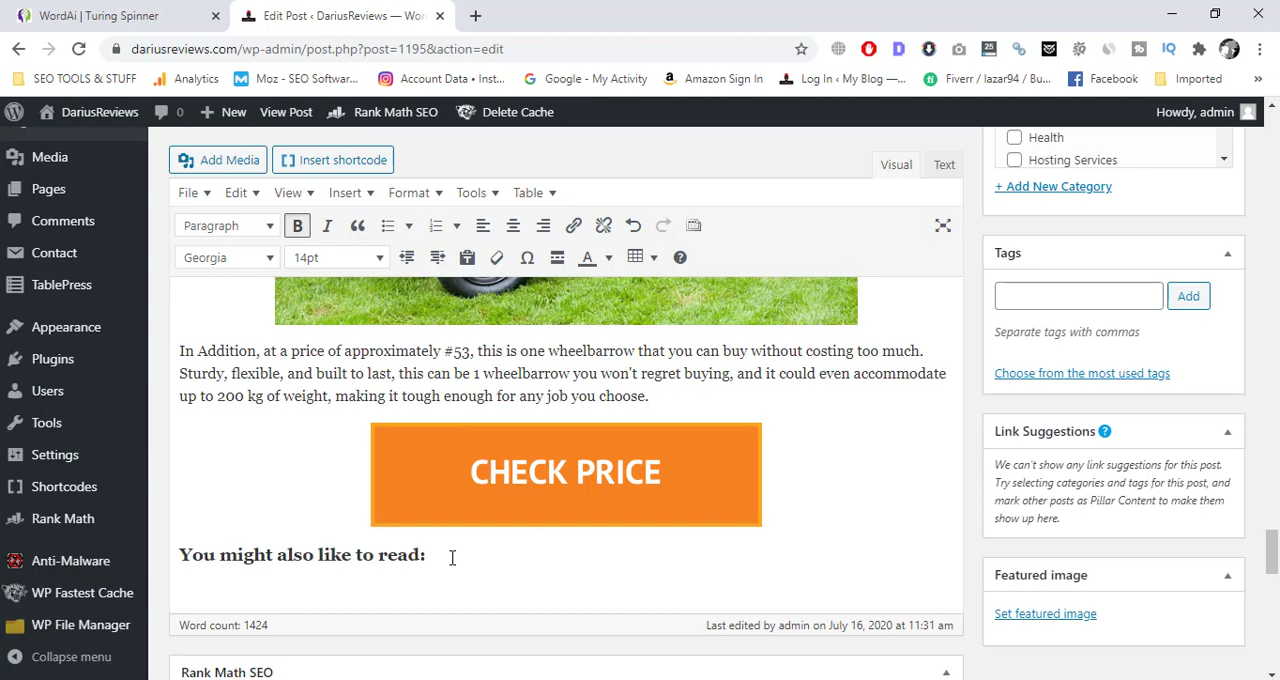 WordAi | Turing Spinner
Edit Post ‹ DariusReviews — Wor
dariusreviews.com/wp-admin/post.php?post=1195&action=edit
SEO TOOLS & STUFF
Analytics
Moz - SEO Software...
Account Data • Inst...
Google - My Activity
Amazon Sign In
Log In ‹ My Blog —...
Fiverr / lazar94 / Bu...
Facebook
Imported
DariusReviews
0
New
View Post
Rank Math SEO
Delete Cache
Howdy, admin
Media
Pages
Comments
Contact
TablePress
Appearance
Plugins
Users
Tools
Settings
Shortcodes
Rank Math
Anti-Malware
WP Fastest Cache
WP File Manager
Collapse menu
Add Media
Insert shortcode
Visual
Text
File
Edit
View
Insert
Format
Tools
Table
Paragraph
Georgia
14pt
In Addition, at a price of approximately #53, this is one wheelbarrow that you can buy without costing too much.
Sturdy, flexible, and built to last, this can be 1 wheelbarrow you won't regret buying, and it could even accommodate
up to 200 kg of weight, making it tough enough for any job you choose.
CHECK PRICE
You might also like to read:
Word count: 1424
Last edited by admin on July 16, 2020 at 11:31 am
Rank Math SEO
Health
Hosting Services
+ Add New Category
Tags
Add
Separate tags with commas
Choose from the most used tags
Link Suggestions
We can't show any link suggestions for this post.
Try selecting categories and tags for this post, and
mark other posts as Pillar Content to make them
show up here.
Featured image
Set featured image